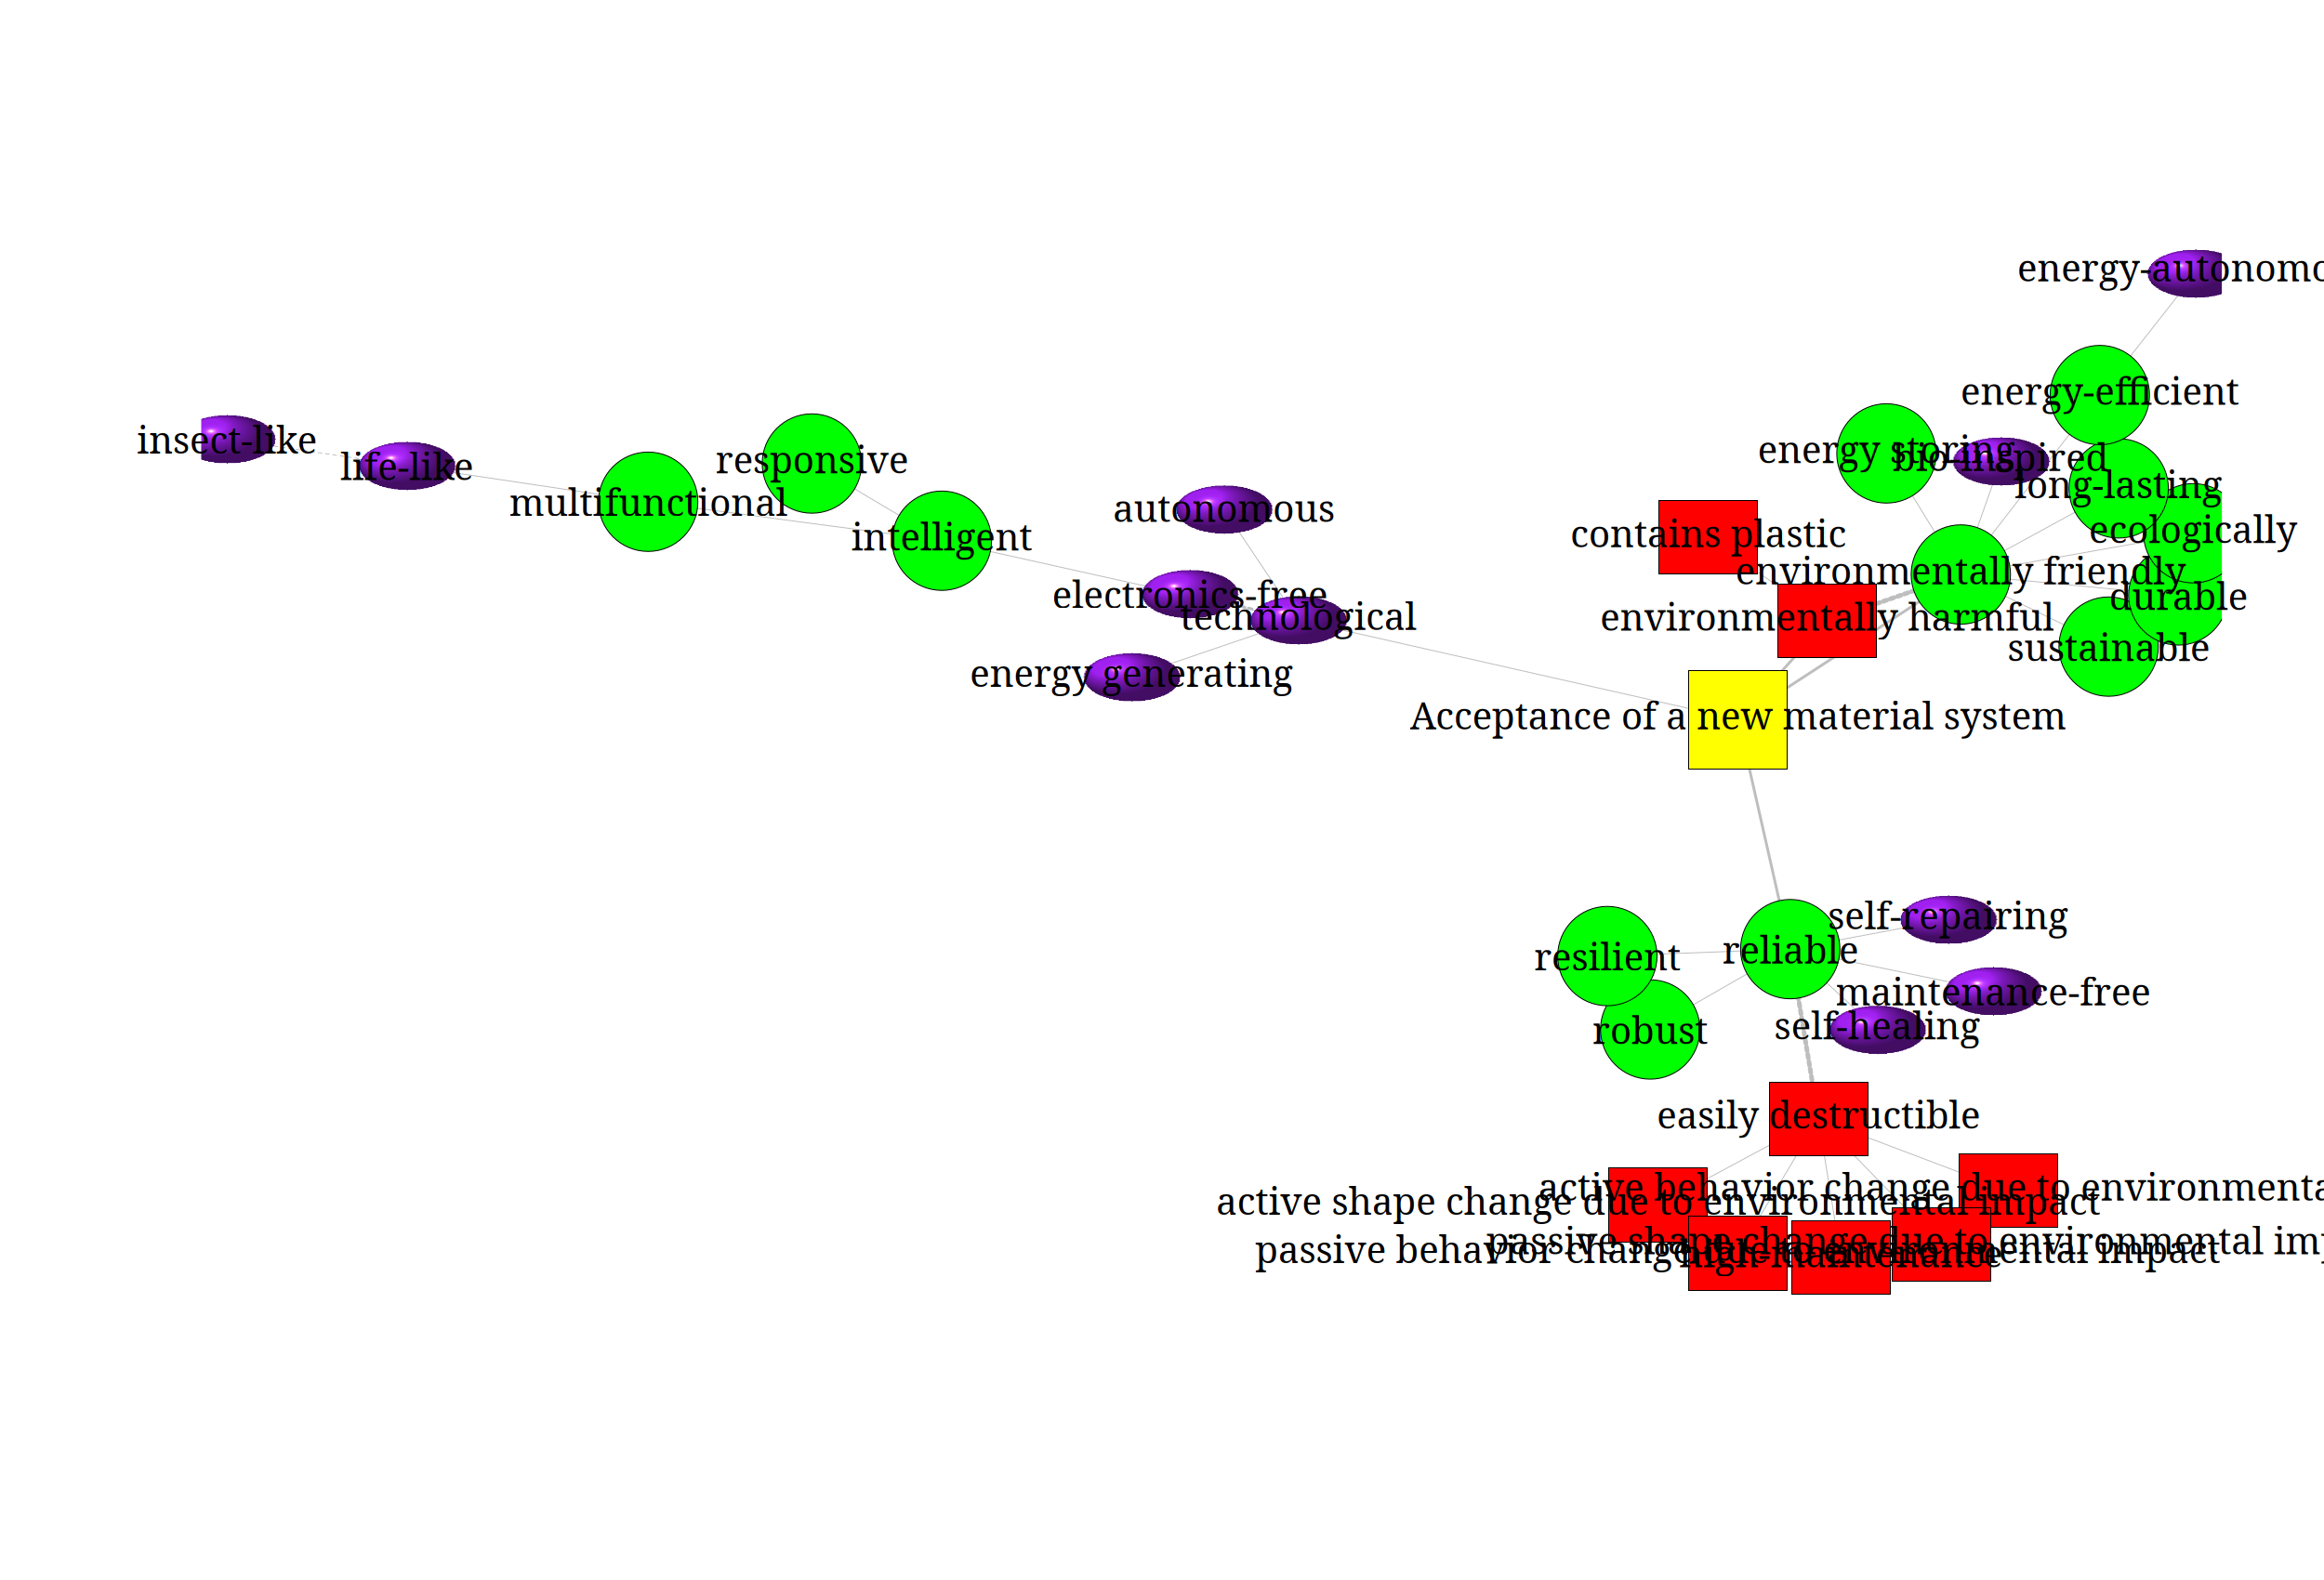 energy-autonomo
energy-efficient
insect-like
life-like
responsive
energy storing
bio-inspired
long-lasting
multifunctional
autonomous
intelligent
contains plastic
ecologically
environmentally friendly
electronics-free
durable
technological
environmentally harmful
sustainable
energy generating
Acceptance of a new material system
self-repairing
resilient
reliable
maintenance-free
self-healing
robust
easily destructible
active behavior change due to environmenta
active shape change due to environmental impact
passive shape change due to environmental imp
passive behavior change due to environmental impact
high-maintenance